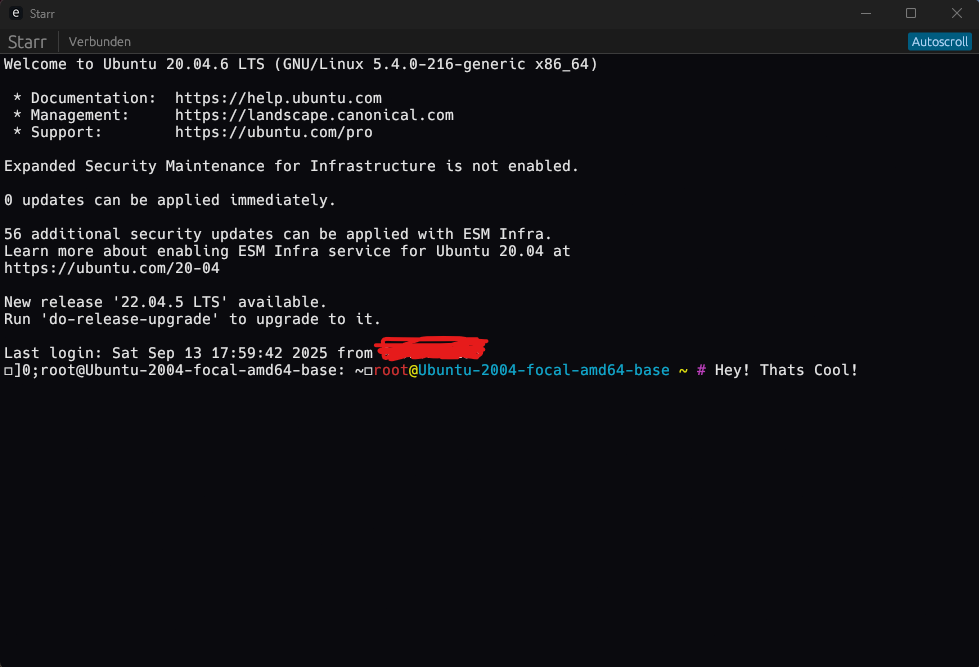 e Starr
Starr Verbunden Autoscroll
Welcome to Ubuntu 20.04.6 LTS (GNU/Linux 5.4.0-216-generic x86_64)
* Documentation: https://help.ubuntu.com
* Management: https://landscape.canonical.com
* Support: https://ubuntu.com/pro
Expanded Security Maintenance for Infrastructure is not enabled.
0 updates can be applied immediately.
56 additional security updates can be applied with ESM Infra.
Learn more about enabling ESM Infra service for Ubuntu 20.04 at
https://ubuntu.com/20-04
New release '22.04.5 LTS' available.
Run 'do-release-upgrade' to upgrade to it.
Last login: Sat Sep 13 17:59:42 2025 from
□]0;root@Ubuntu-2004-focal-amd64-base: ~□root@Ubuntu-2004-focal-amd64-base ~ # Hey! Thats Cool!